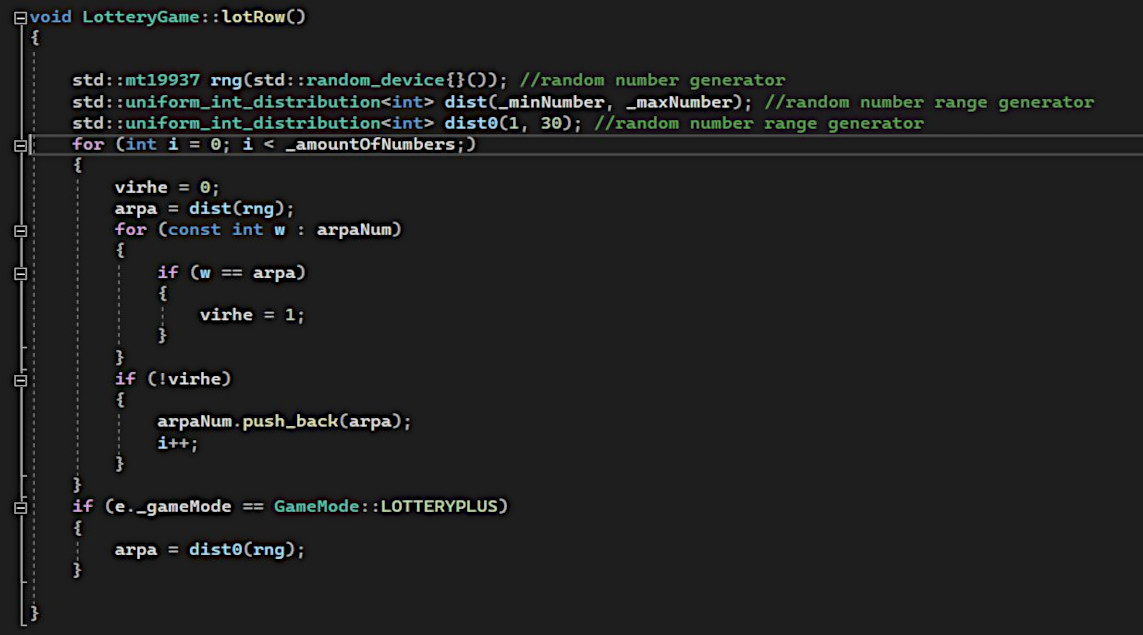 void LotteryGame::lotRow()
{
std::mt19937 rng(std::random_device{}()); //random number generator
std::uniform_int_distribution<int> dist(_minNumber, _maxNumber); //random number range generator
std::uniform_int_distribution<int> dist0(1, 30); //random number range generator
for (int i = 0; i < _amountOfNumbers;)
{
virhe = 0;
arpa = dist(rng);
for (const int w : arpaNum)
{
if (w == arpa)
{
virhe = 1;
}
}
if (!virhe)
{
arpaNum.push_back(arpa);
i++;
}
}
if (e._gameMode == GameMode::LOTTERYPLUS)
{
arpa = dist0(rng);
}
}